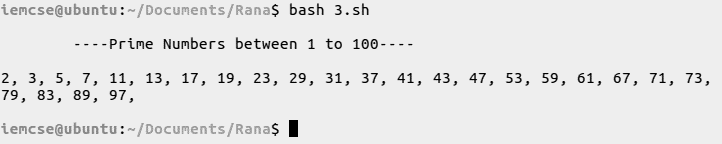 iemcse@ubuntu:~/Documents/Rana$ bash 3.sh
----Prime Numbers between 1 to 100----
2, 3, 5, 7, 11, 13, 17, 19, 23, 29, 31, 37, 41, 43, 47, 53, 59, 61, 67, 71, 73,
79, 83, 89, 97,
iemcse@ubuntu:~/Documents/Rana$